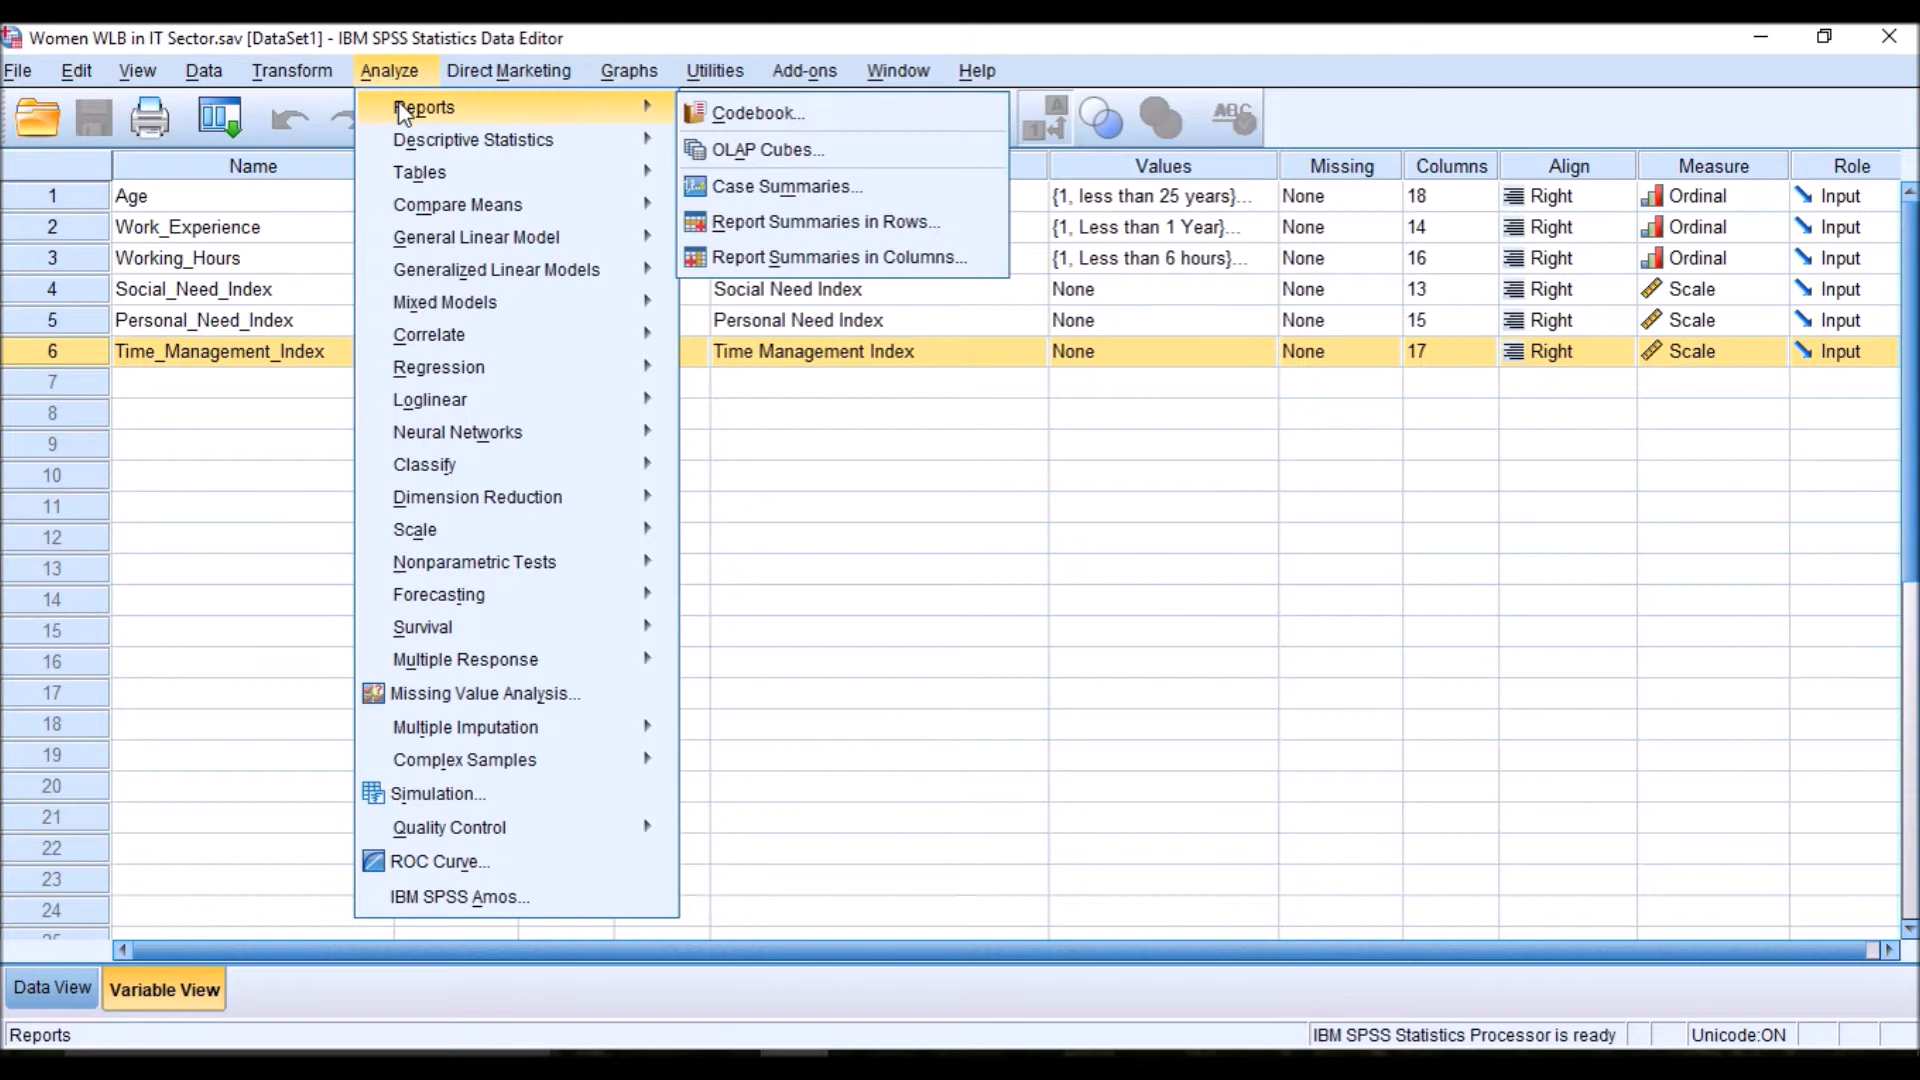 Women WLB in IT Sector.sav [DataSet1] - IBM SPSS Statistics Data Editor
File Edit View Data Transform Analyze Direct Marketing Graphs Utilities Add-ons Window Help
Reports
Descriptive Statistics
Tables
Compare Means
General Linear Model
Generalized Linear Models
Mixed Models
Correlate
Regression
Loglinear
Neural Networks
Classify
Dimension Reduction
Scale
Nonparametric Tests
Forecasting
Survival
Multiple Response
Missing Value Analysis...
Multiple Imputation
Complex Samples
Simulation...
Quality Control
ROC Curve...
IBM SPSS Amos...
Codebook...
OLAP Cubes...
Case Summaries...
Report Summaries in Rows...
Report Summaries in Columns...
Name Values Missing Columns Align Measure Role
1 Age {1, less than 25 years}... None 18 Right Ordinal Input
2 Work_Experience {1, Less than 1 Year}... None 14 Right Ordinal Input
3 Working_Hours {1, Less than 6 hours}... None 16 Right Ordinal Input
4 Social_Need_Index Social Need Index None None 13 Right Scale Input
5 Personal_Need_Index Personal Need Index None None 15 Right Scale Input
6 Time_Management_Index Time Management Index None None 17 Right Scale Input
7
8
9
10
11
12
13
14
15
16
17
18
19
20
21
22
23
24
Data View Variable View
Reports IBM SPSS Statistics Processor is ready Unicode:ON